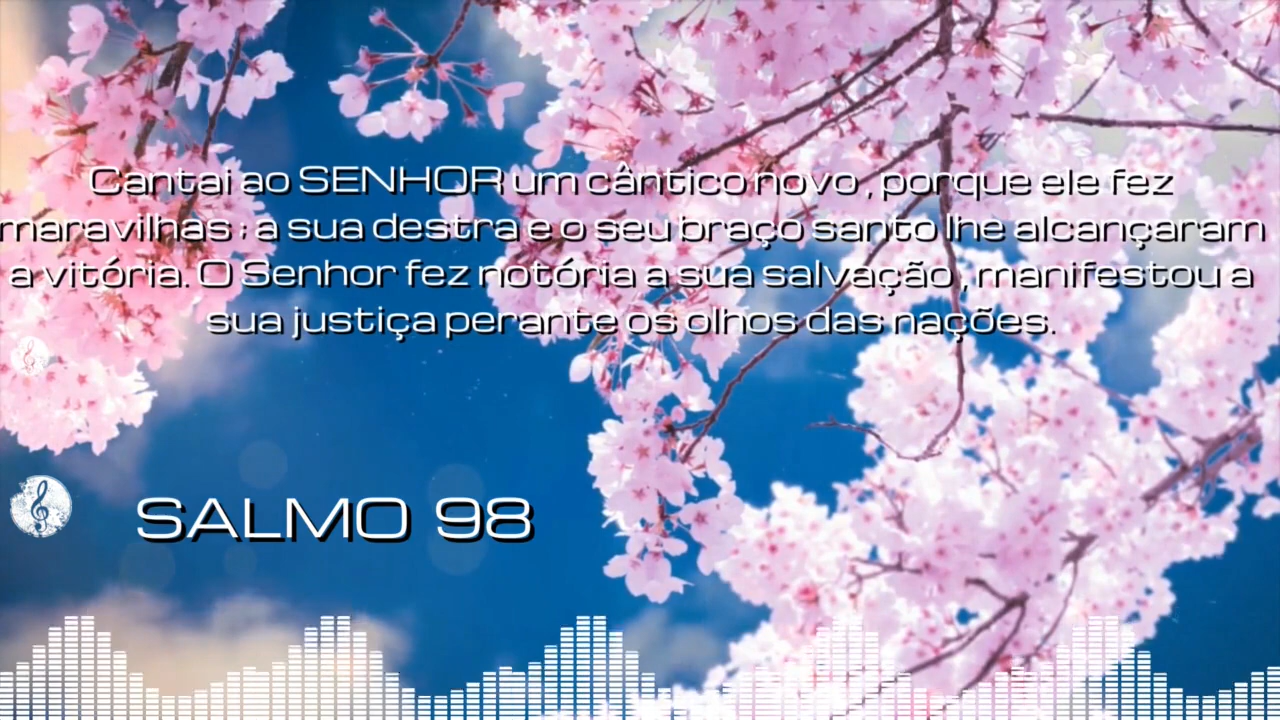 Cantai ao SENHOR um cântico novo , porque ele fez
maravilhas ; a sua destra e o seu braço santo lhe alcançaram
a vitória. O Senhor fez notória a sua salvação , manifestou a
sua justiça perante os olhos das nações.
SALMO 98